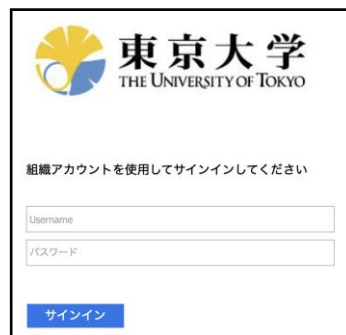 東京大学
THE UNIVERSITY OF TOKYO
組織アカウントを使用してサインインしてください
Username
パスワード
サインイン